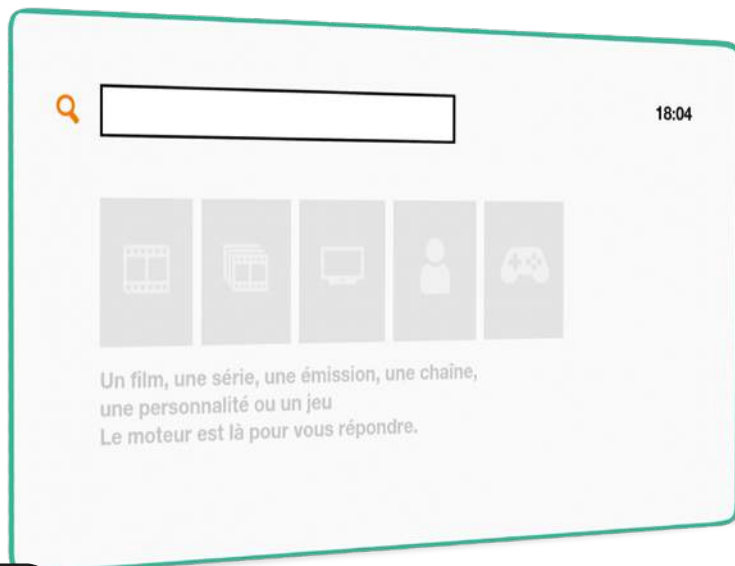 18:04
Un film, une série, une émission, une chaîne,
une personnalité ou un jeu
Le moteur est là pour vous répondre.